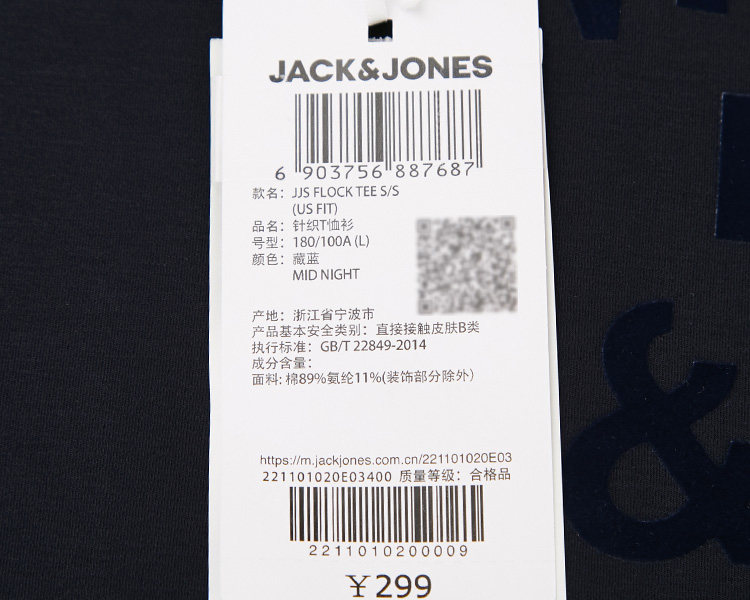 JACK&JONES
6 903756 887687
款名：JJS FLOCK TEE S/S
(US FIT)
品名：针织T恤衫
号型：180/100A (L)
颜色：藏蓝
MID NIGHT
产地：浙江省宁波市
产品基本安全类别：直接接触皮肤B类
执行标准：GB/T 22849-2014
成分含量：
面料：棉89%氨纶11%(装饰部分除外）
https://m.jackjones.com.cn/221101020E03
221101020E03400 质量等级：合格品
2211010200009
￥299
&